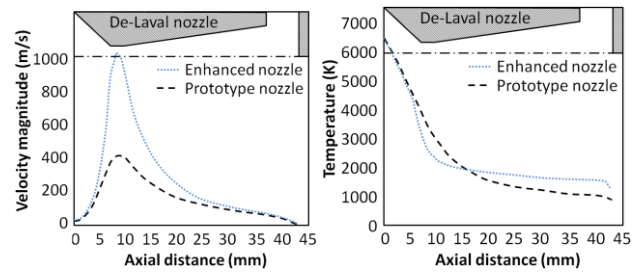 De-Laval nozzle
1000
Enhanced nozzle
Prototype nozzle
800
600
400
200
0
Velocity magnitude (m/s)
0 5 10 15 20 25 30 35 40 45
Axial distance (mm)
De-Laval nozzle
7000
6000
Enhanced nozzle
Prototype nozzle
5000
4000
3000
2000
1000
0
Temperature (K)
0 5 10 15 20 25 30 35 40 45
Axial distance (mm)